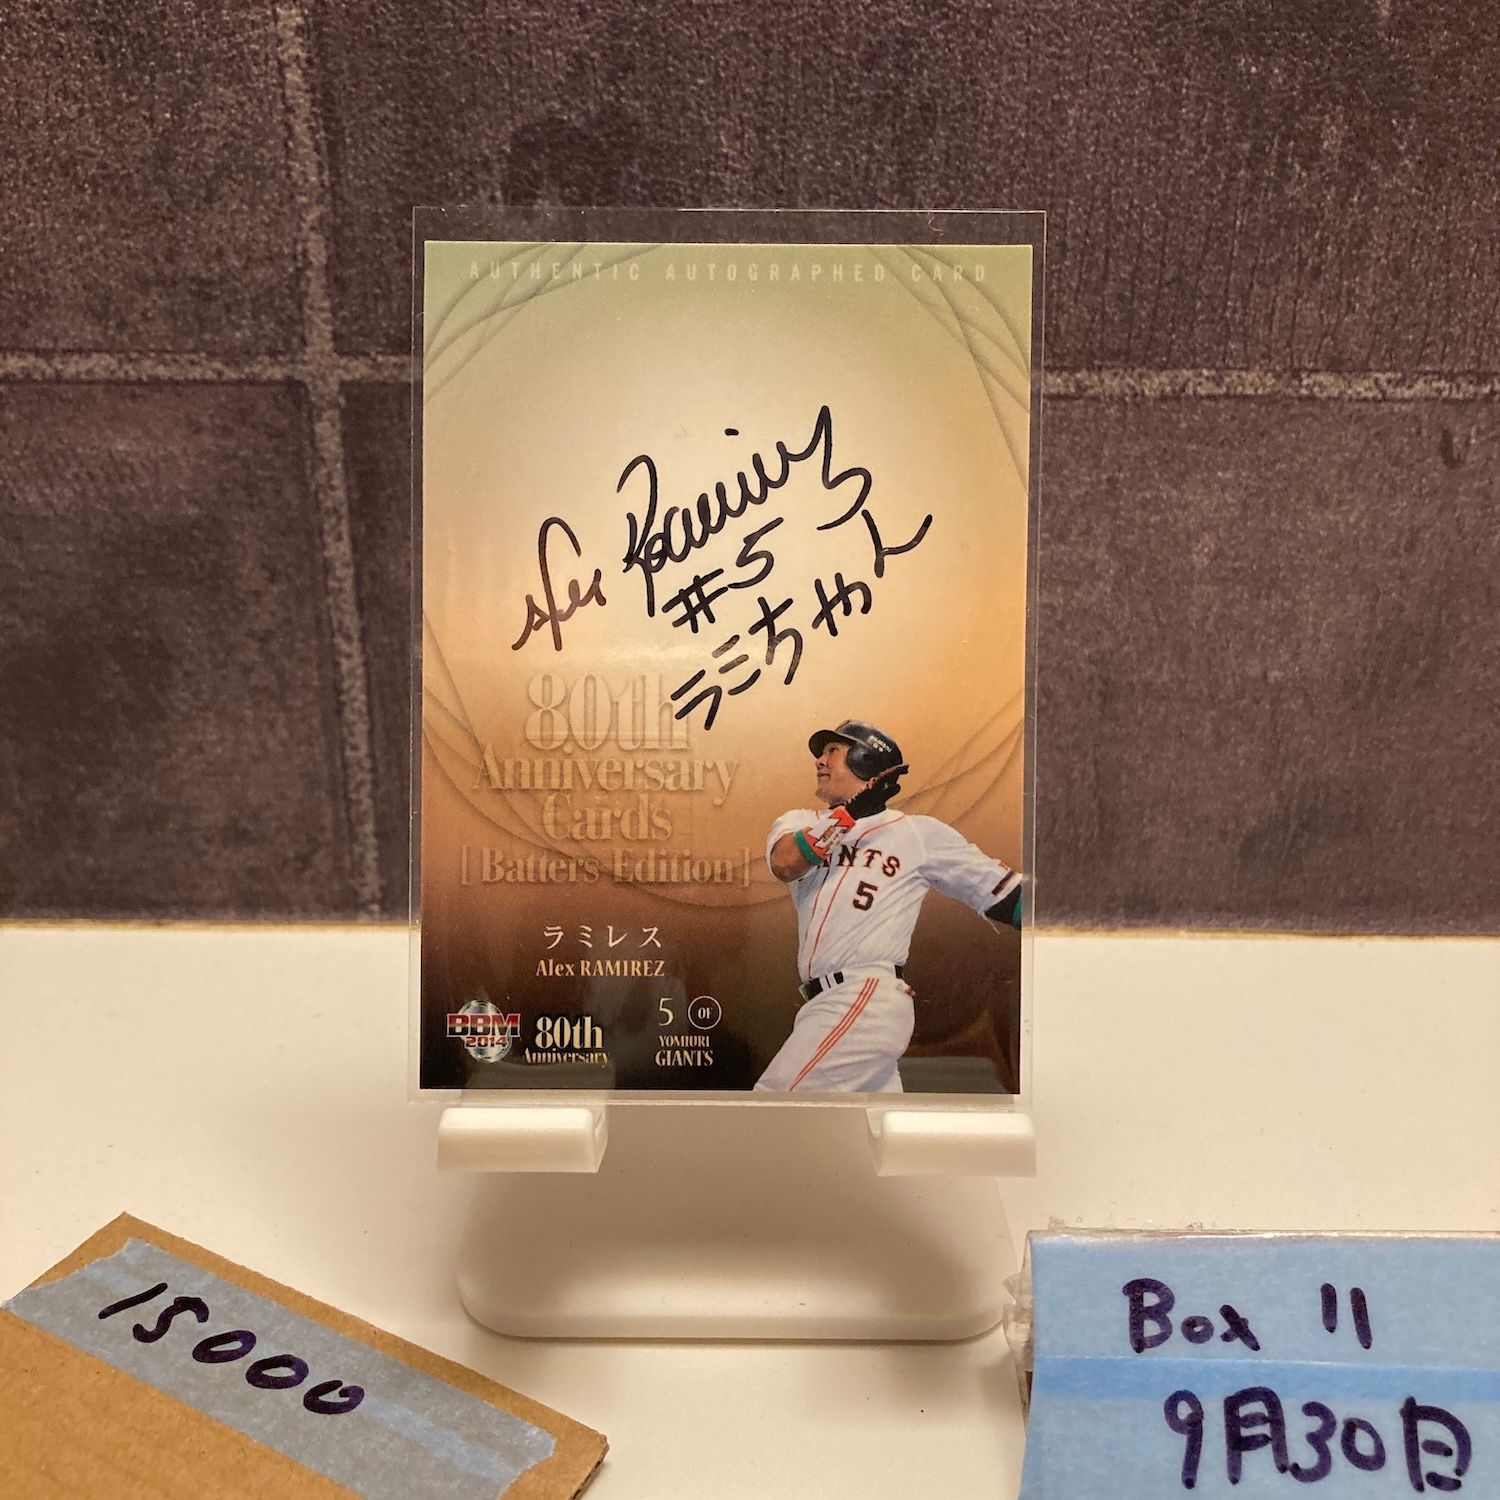 AUTHENTIC AUTOGRAPHED CARD
Alex Ramirez
#5
ラミちゃん
80th
Anniversary
Cards
[Batters Edition]
GIANTS
5
ラミレス
Alex RAMIREZ
BBM
2014
80th
Anniversary
5 OF
YOMIURI
GIANTS
15000
Box 11
9月30日